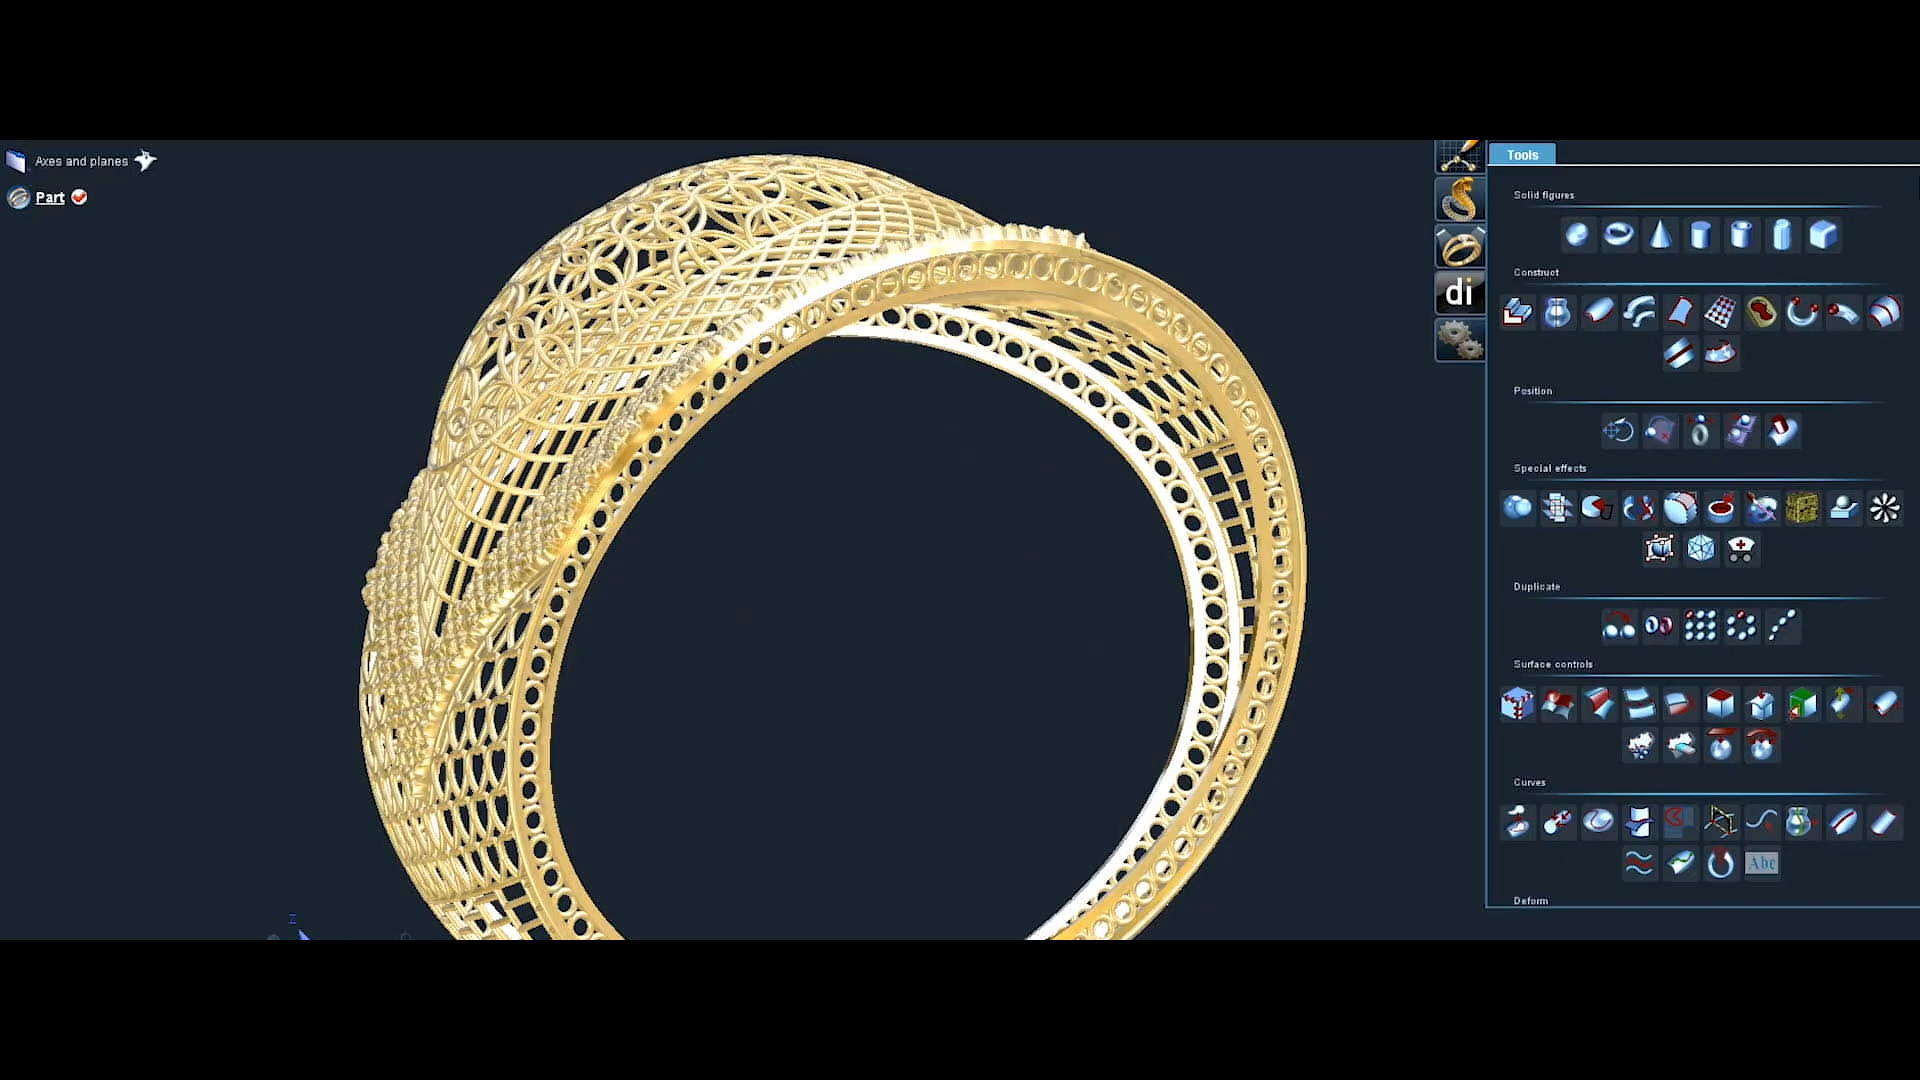 Axes and planes
Part
Tools
Solid figures
Construct
di
Position
Special effects
Duplicate
Surface controls
Curves
Abc
Deform
Z